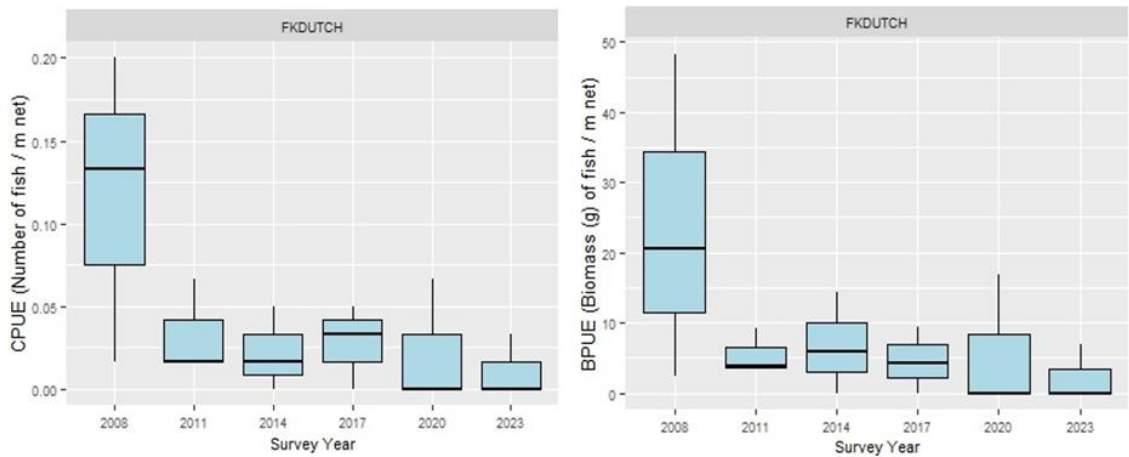 FKDUTCH
CPUE (Number of fish / m net)
0.20
0.15
0.10
0.05
0.00
2008 2011 2014 2017 2020 2023
Survey Year
FKDUTCH
BPUE (Biomass (g) of fish / m net)
50
40
30
20
10
0
2008 2011 2014 2017 2020 2023
Survey Year